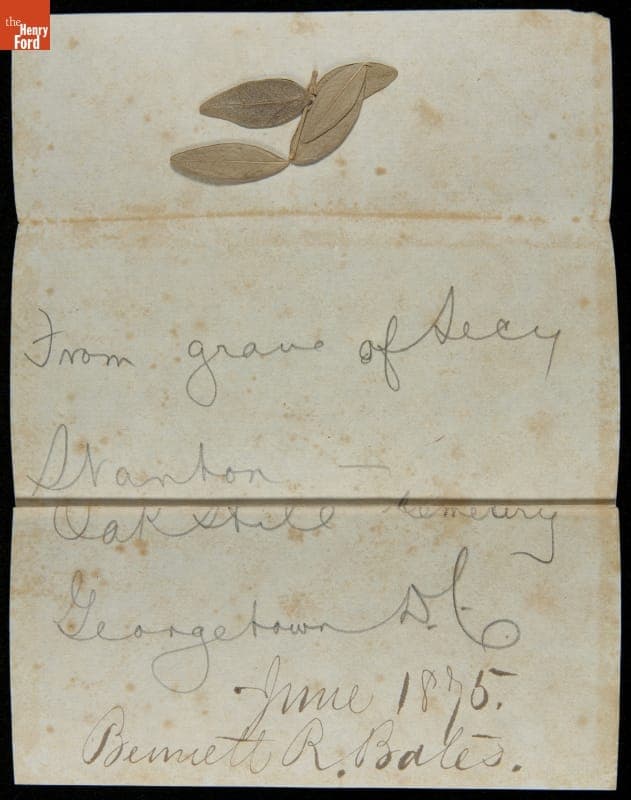 the
Henry
Ford
From grave of Secy
Stanton —
Oak Hill Cemetery
Georgetown D.C.
June 1875.
Bennett R. Bates.